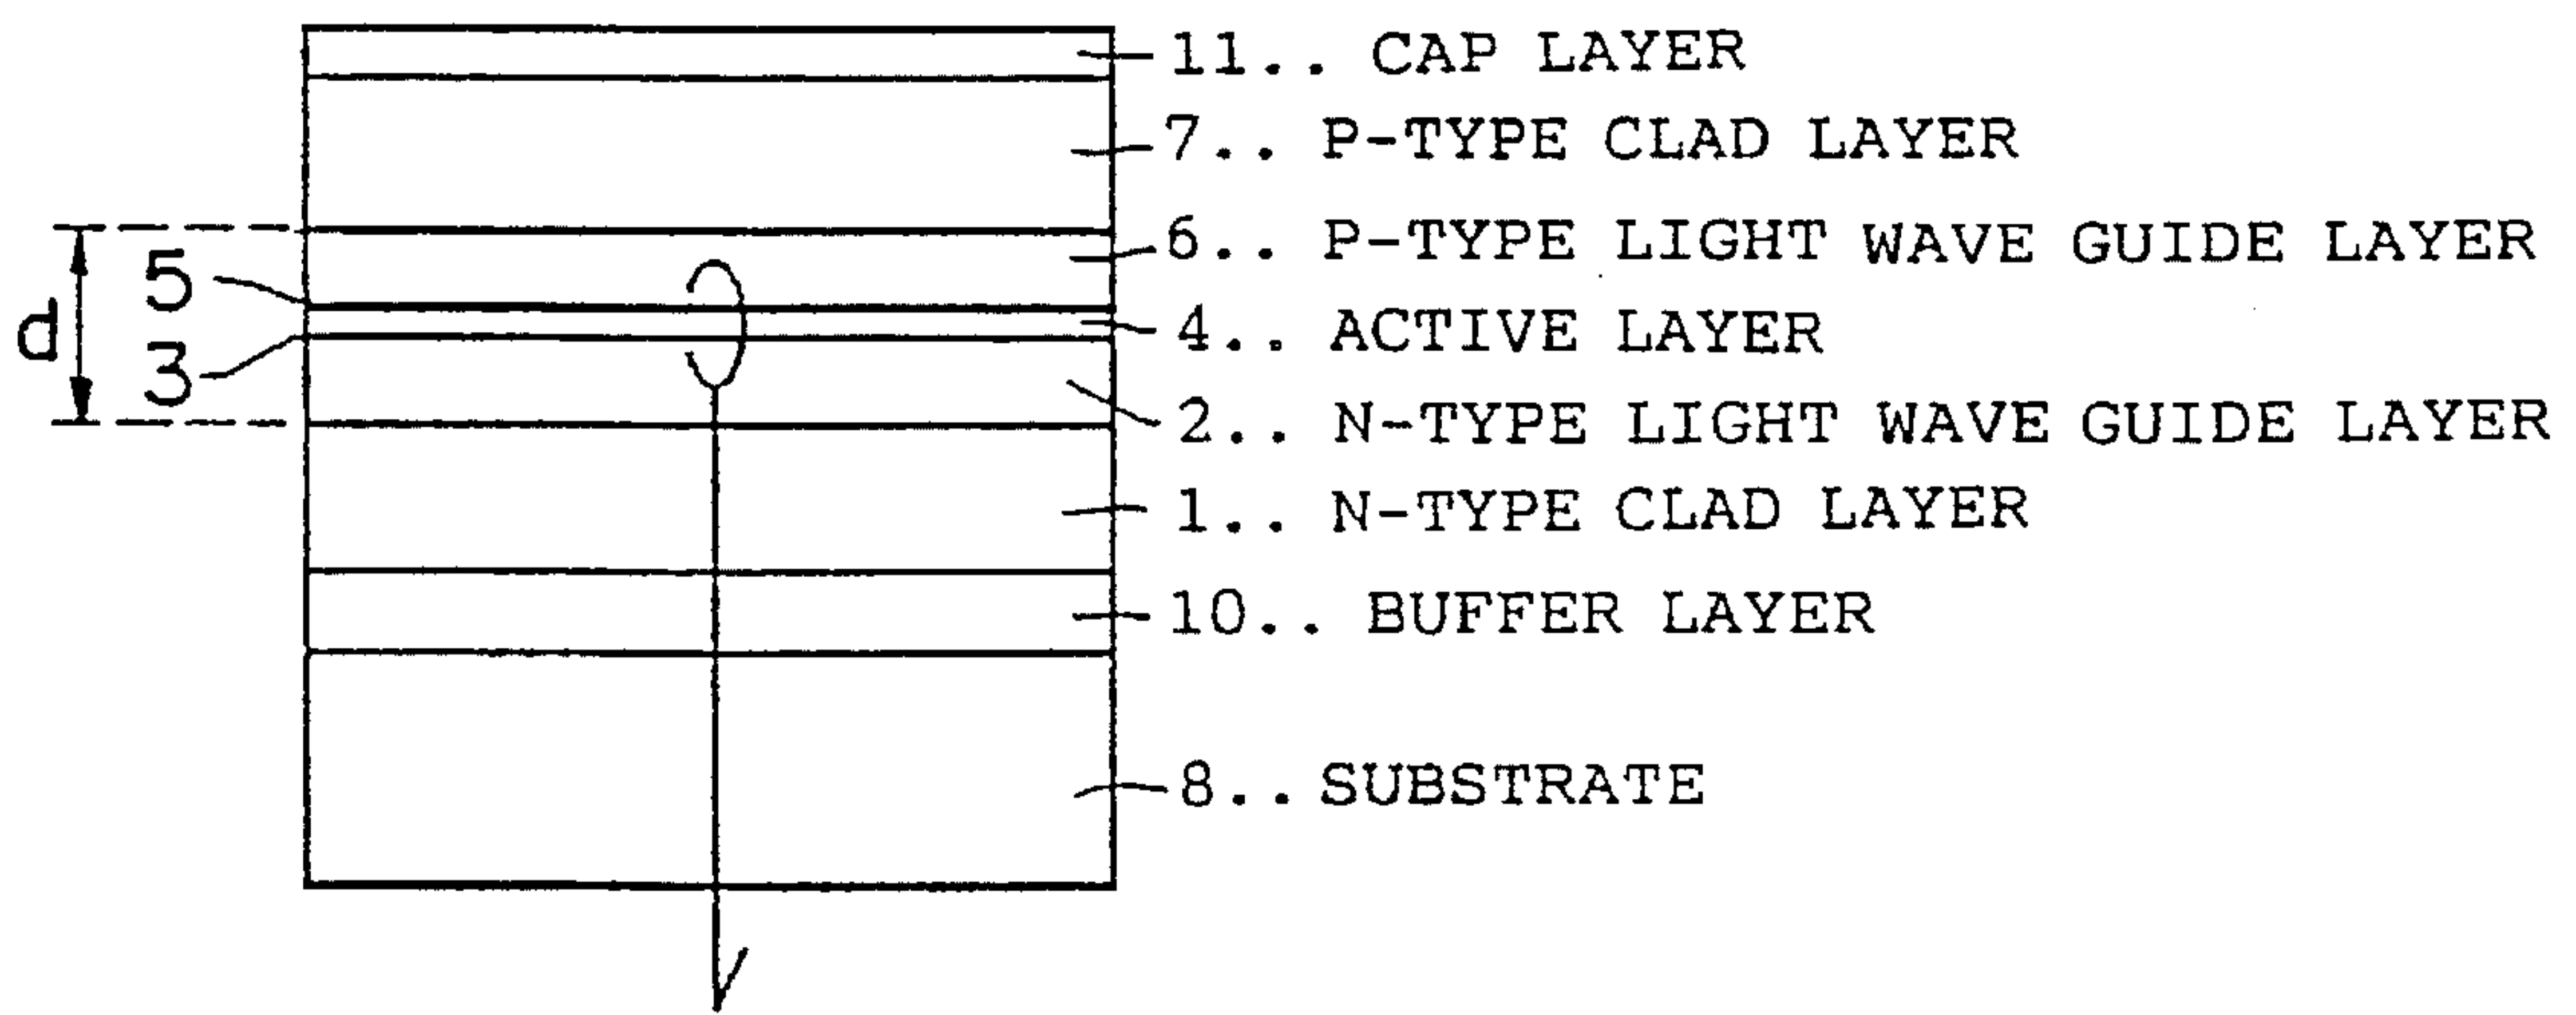 11.. CAP LAYER
7.. P-TYPE CLAD LAYER
6.. P-TYPE LIGHT WAVE GUIDE LAYER
5
4.. ACTIVE LAYER
d
3
2.. N-TYPE LIGHT WAVE GUIDE LAYER
1.. N-TYPE CLAD LAYER
10.. BUFFER LAYER
8.. SUBSTRATE